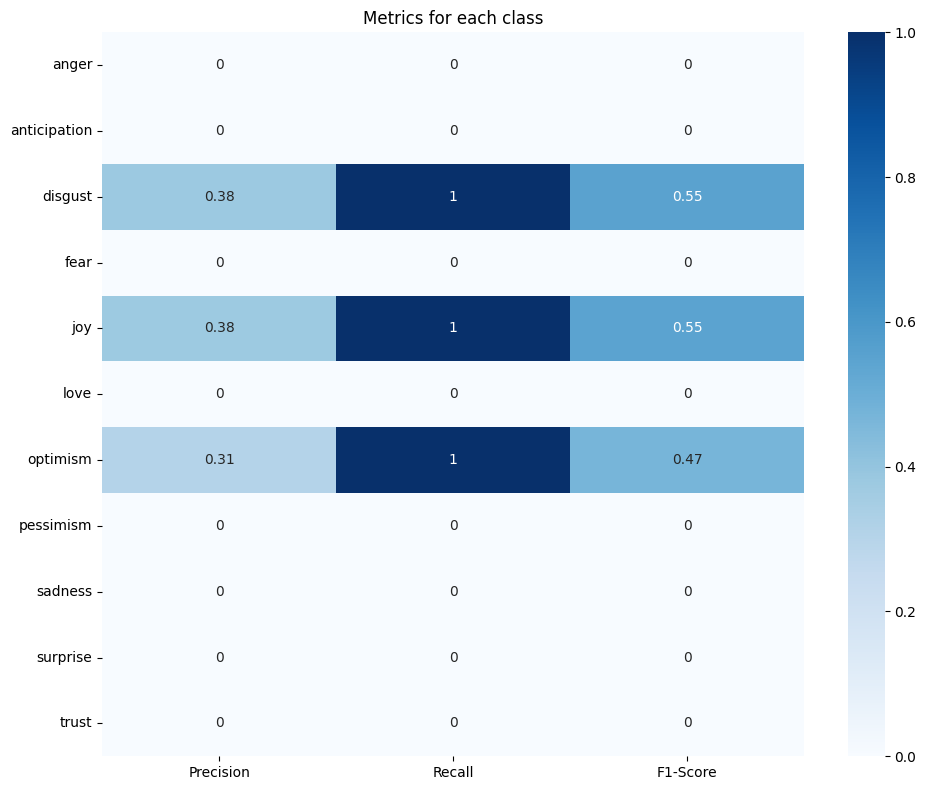 Metrics for each class
anger 0 0 0
anticipation 0 0 0
disgust 0.38 1 0.55
fear 0 0 0
joy 0.38 1 0.55
love 0 0 0
optimism 0.31 1 0.47
pessimism 0 0 0
sadness 0 0 0
surprise 0 0 0
trust 0 0 0
Precision Recall F1-Score
1.0
0.8
0.6
0.4
0.2
0.0